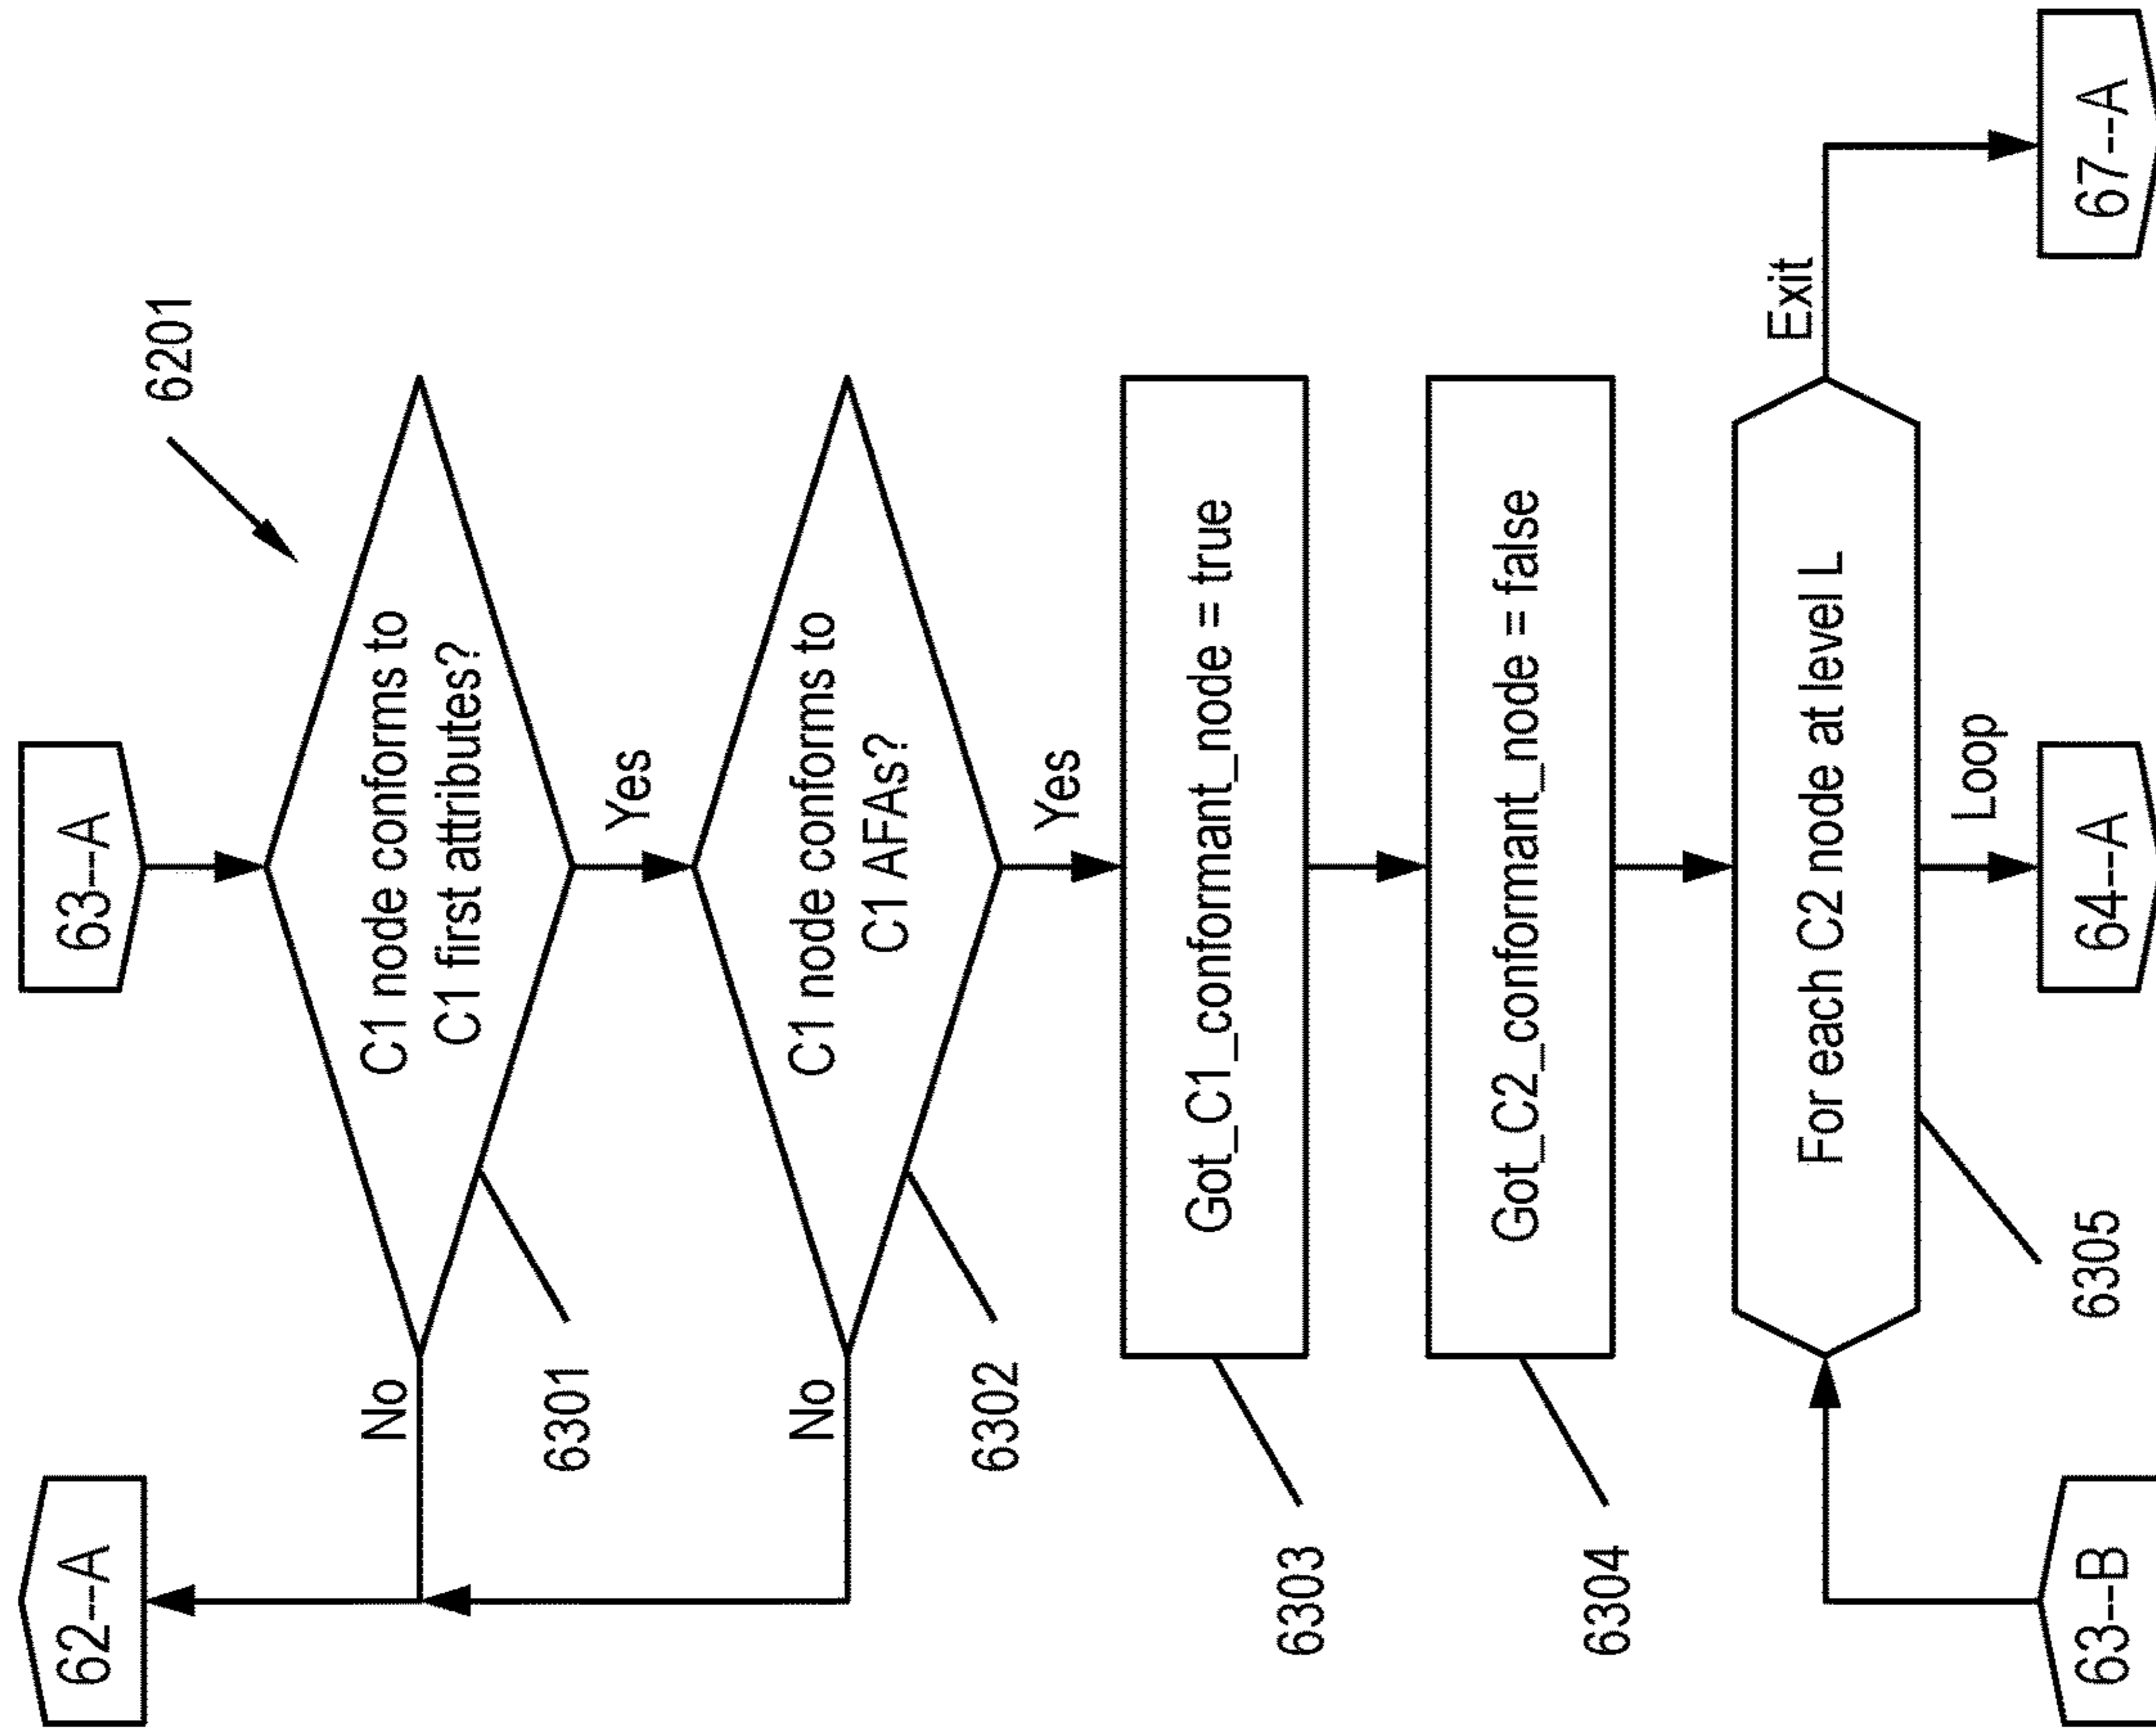 62--A
63--A
6201
No
C1 node conforms to
C1 first attributes?
6301
Yes
No
C1 node conforms to
C1 AFAs?
6302
Yes
Got_C1_conformant_node = true
6303
Got_C2_conformant_node = false
6304
Exit
For each C2 node at level L
6305
Loop
63--B
64--A
67--A